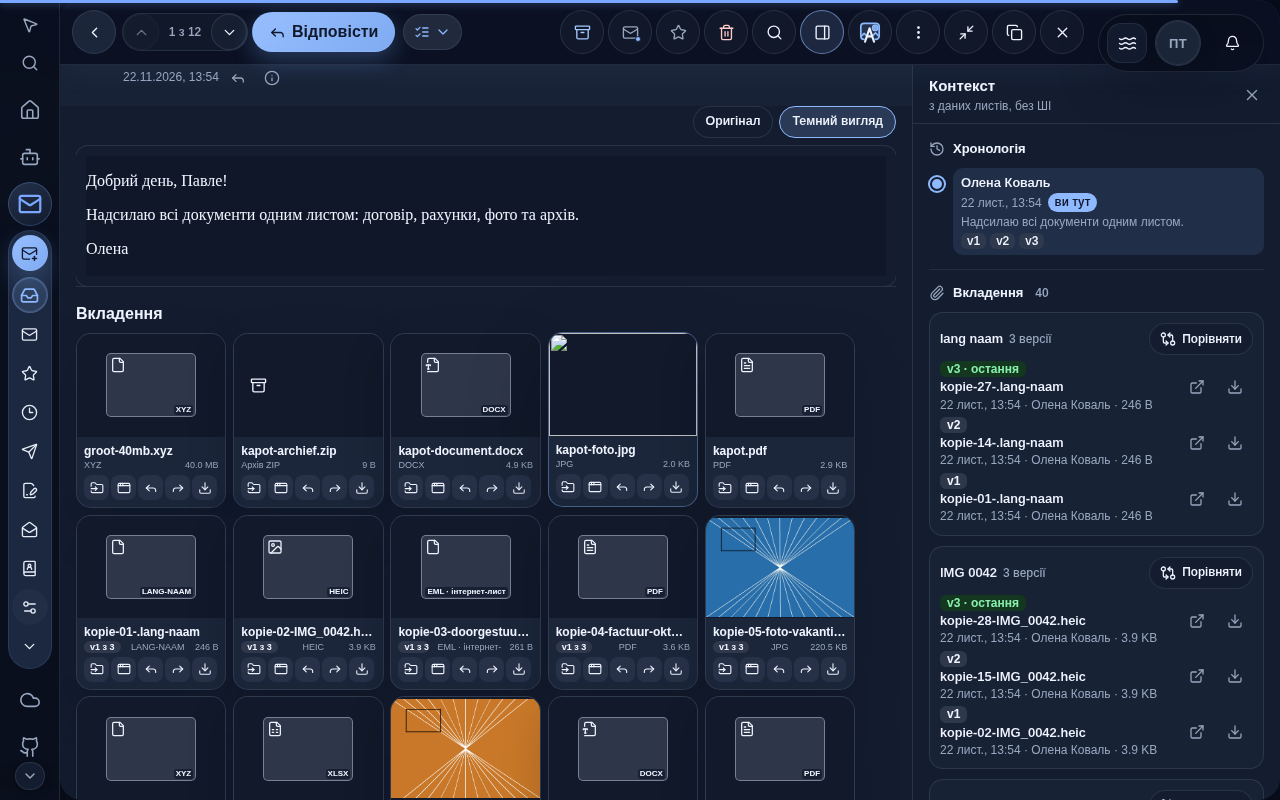 1 з 12
Відповісти
ПТ
22.11.2026, 13:54
Оригінал
Темний вигляд
Добрий день, Павле!
Надсилаю всі документи одним листом: договір, рахунки, фото та архів.
Олена
Вкладення
XYZ
DOCX
PDF
groot-40mb.xyz
XYZ 40.0 MB
kapot-archief.zip
Архів ZIP 9 B
kapot-document.docx
DOCX 4.9 KB
kapot-foto.jpg
JPG 2.0 KB
kapot.pdf
PDF 2.9 KB
LANG-NAAM
HEIC
EML · інтернет-лист
PDF
kopie-01-.lang-naam
v1 з 3 LANG-NAAM 246 B
kopie-02-IMG_0042.h...
v1 з 3 HEIC 3.9 KB
kopie-03-doorgestuu...
v1 з 3 EML · інтернет- 261 B
kopie-04-factuur-okt...
v1 з 3 PDF 3.6 KB
kopie-05-foto-vakanti...
v1 з 3 JPG 220.5 KB
XYZ
XLSX
DOCX
PDF
Контекст
з даних листів, без ШІ
Хронологія
Олена Коваль
22 лист., 13:54 ви тут
Надсилаю всі документи одним листом.
v1 v2 v3
Вкладення 40
lang naam 3 версії
Порівняти
v3 · остання
kopie-27-.lang-naam
22 лист., 13:54 · Олена Коваль · 246 B
v2
kopie-14-.lang-naam
22 лист., 13:54 · Олена Коваль · 246 B
v1
kopie-01-.lang-naam
22 лист., 13:54 · Олена Коваль · 246 B
IMG 0042 3 версії
Порівняти
v3 · остання
kopie-28-IMG_0042.heic
22 лист., 13:54 · Олена Коваль · 3.9 KB
v2
kopie-15-IMG_0042.heic
22 лист., 13:54 · Олена Коваль · 3.9 KB
v1
kopie-02-IMG_0042.heic
22 лист., 13:54 · Олена Коваль · 3.9 KB